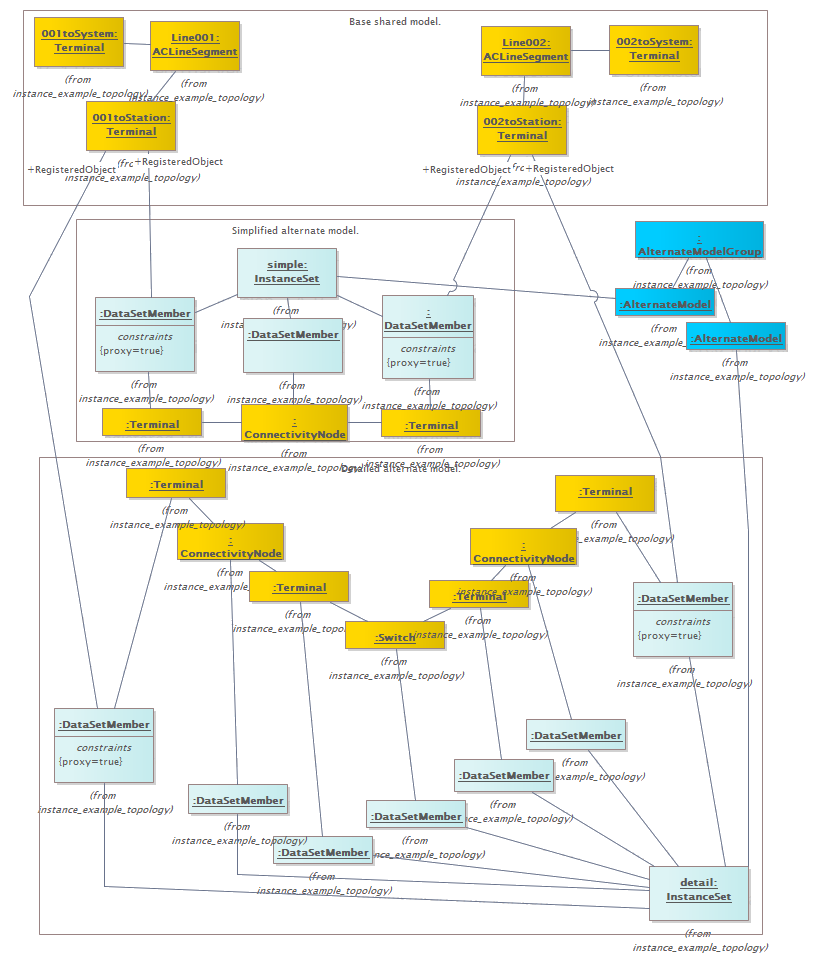 Base shared model.
001toSystem:
Terminal
(from
instance_example_topology)
Line001:
ACLineSegment
(from
instance_example_topology)
001toStation:
Terminal
(from
instance_example_topology)
+RegisteredObject
+RegisteredObject
Line002:
ACLineSegment
(from
instance_example_topology)
002toSystem:
Terminal
(from
instance_example_topology)
002toStation:
Terminal
instance_example_topology)
+RegisteredObject
+RegisteredObject
Simplified alternate model.
simple:
InstanceSet
(from
:
AlternateModelGroup
(from
instance_example_topology)
:AlternateModel
(from
:AlternateModel
(from
instance_example_topology)
:DataSetMember
constraints
{proxy=true}
(from
instance_example_topology)
:DataSetMember
(from
instance_example_topology)
:
DataSetMember
constraints
{proxy=true}
(from
instance_example_topology)
:Terminal
(from
instance_example_topology)
:
ConnectivityNode
(from
instance_example_topology)
:Terminal
(from
instance_example_topology)
Detailed alternate model.
:Terminal
(from
instance_example_topology)
:
ConnectivityNode
(from
:Terminal
(from
:Switch
(from
instance_example_topology)
:Terminal
(from
instance_example_topology)
:
ConnectivityNode
(from
instance_example_topology)
:Terminal
(from
:DataSetMember
constraints
{proxy=true}
(from
instance_example_topology)
:DataSetMember
constraints
{proxy=true}
(from
instance_example_topology)
:DataSetMember
(from
instance_example_topology)
:DataSetMember
(from
instance_example_topology)
:DataSetMember
(from
:DataSetMember
(from
:DataSetMember
(from
detail:
InstanceSet
(from
instance_example_topology)